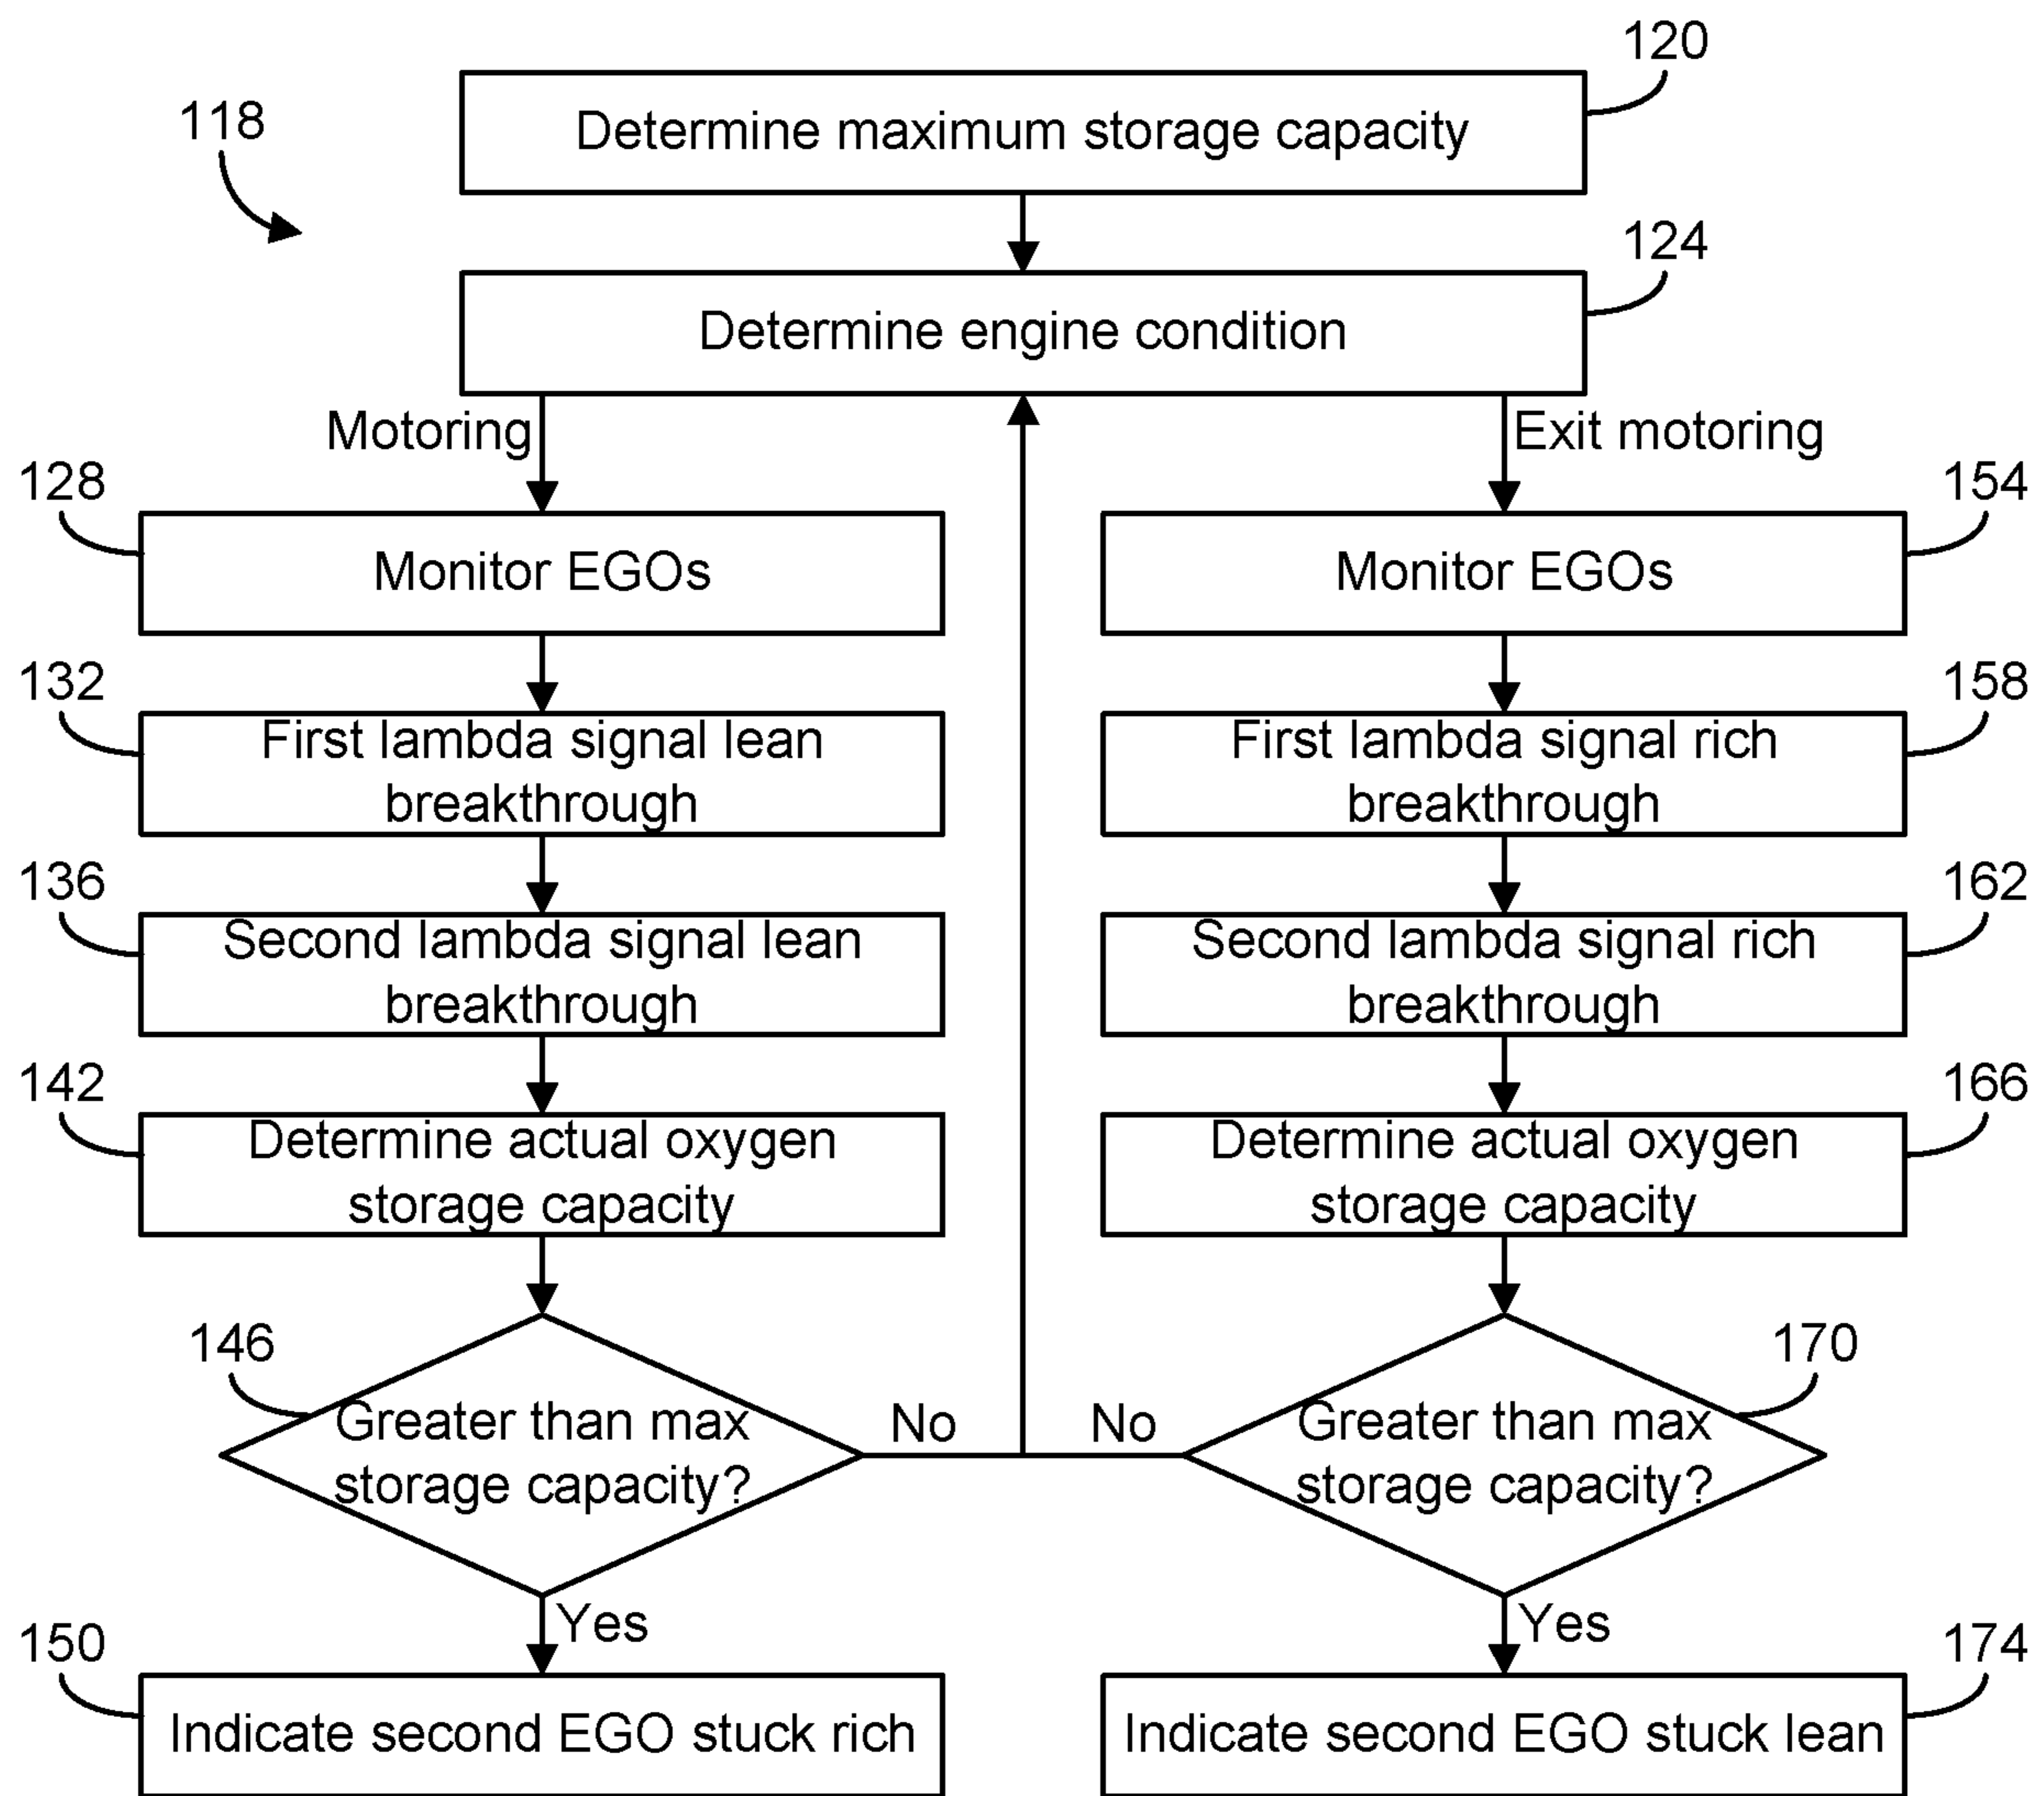 120
Determine maximum storage capacity
118
124
Determine engine condition
Motoring
Exit motoring
128
Monitor EGOs
154
Monitor EGOs
132
First lambda signal lean
breakthrough
158
First lambda signal rich
breakthrough
136
Second lambda signal lean
breakthrough
162
Second lambda signal rich
breakthrough
142
Determine actual oxygen
storage capacity
166
Determine actual oxygen
storage capacity
146
Greater than max
storage capacity?
No
No
170
Greater than max
storage capacity?
Yes
Yes
150
Indicate second EGO stuck rich
174
Indicate second EGO stuck lean